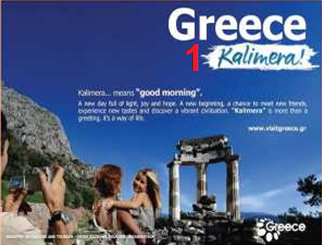 Greece
1 Kalimera!
Kalimera... means "good morning".
A new day full of light, joy and hope. A new beginning, a chance to meet new friends,
experience new tastes and discover a vibrant civilisation. "Kalimera" is more than a
greeting. It's a way of life.
www.visitgreece.gr
Greece